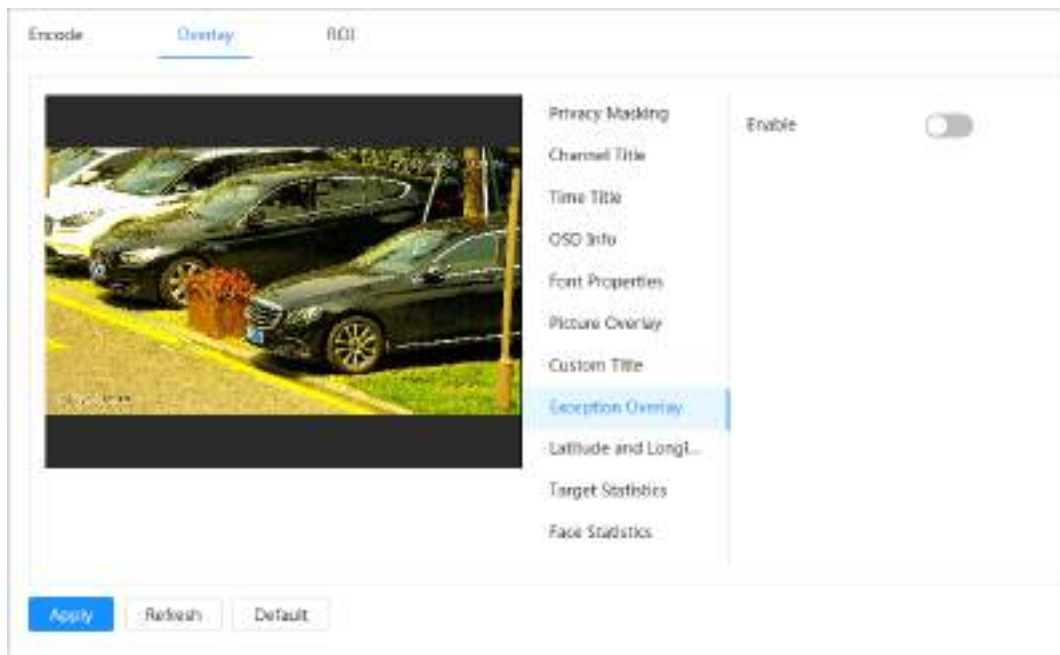 Encode
Overlay
ROI
Privacy Masking
Channel Title
Time Title
OSD Info
Font Properties
Picture Overlay
Custom Title
Exception Overlay
Latitude and Longi...
Target Statistics
Face Statistics
Enable
Apply
Refresh
Default